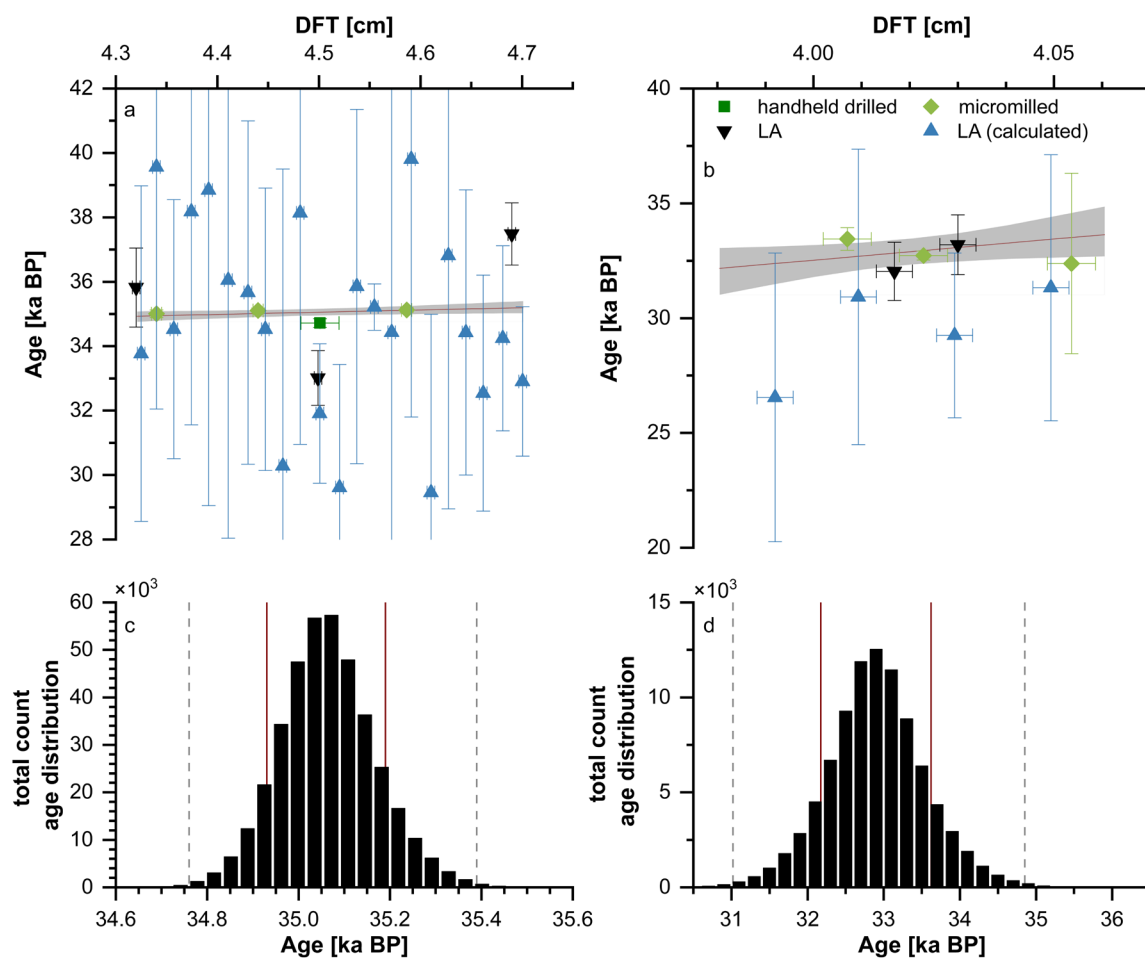 DFT [cm]
DFT [cm]
4.3 4.4 4.5 4.6 4.7
4.00 4.05
a
42
40
38
36
34
32
30
28
Age [ka BP]
b
handheld drilled
micromilled
LA
LA (calculated)
40
35
30
25
20
Age [ka BP]
×10³
c
60
50
40
30
20
10
0
total count
age distribution
34.6 34.8 35.0 35.2 35.4 35.6
Age [ka BP]
×10³
d
15
10
5
0
total count
age distribution
31 32 33 34 35 36
Age [ka BP]